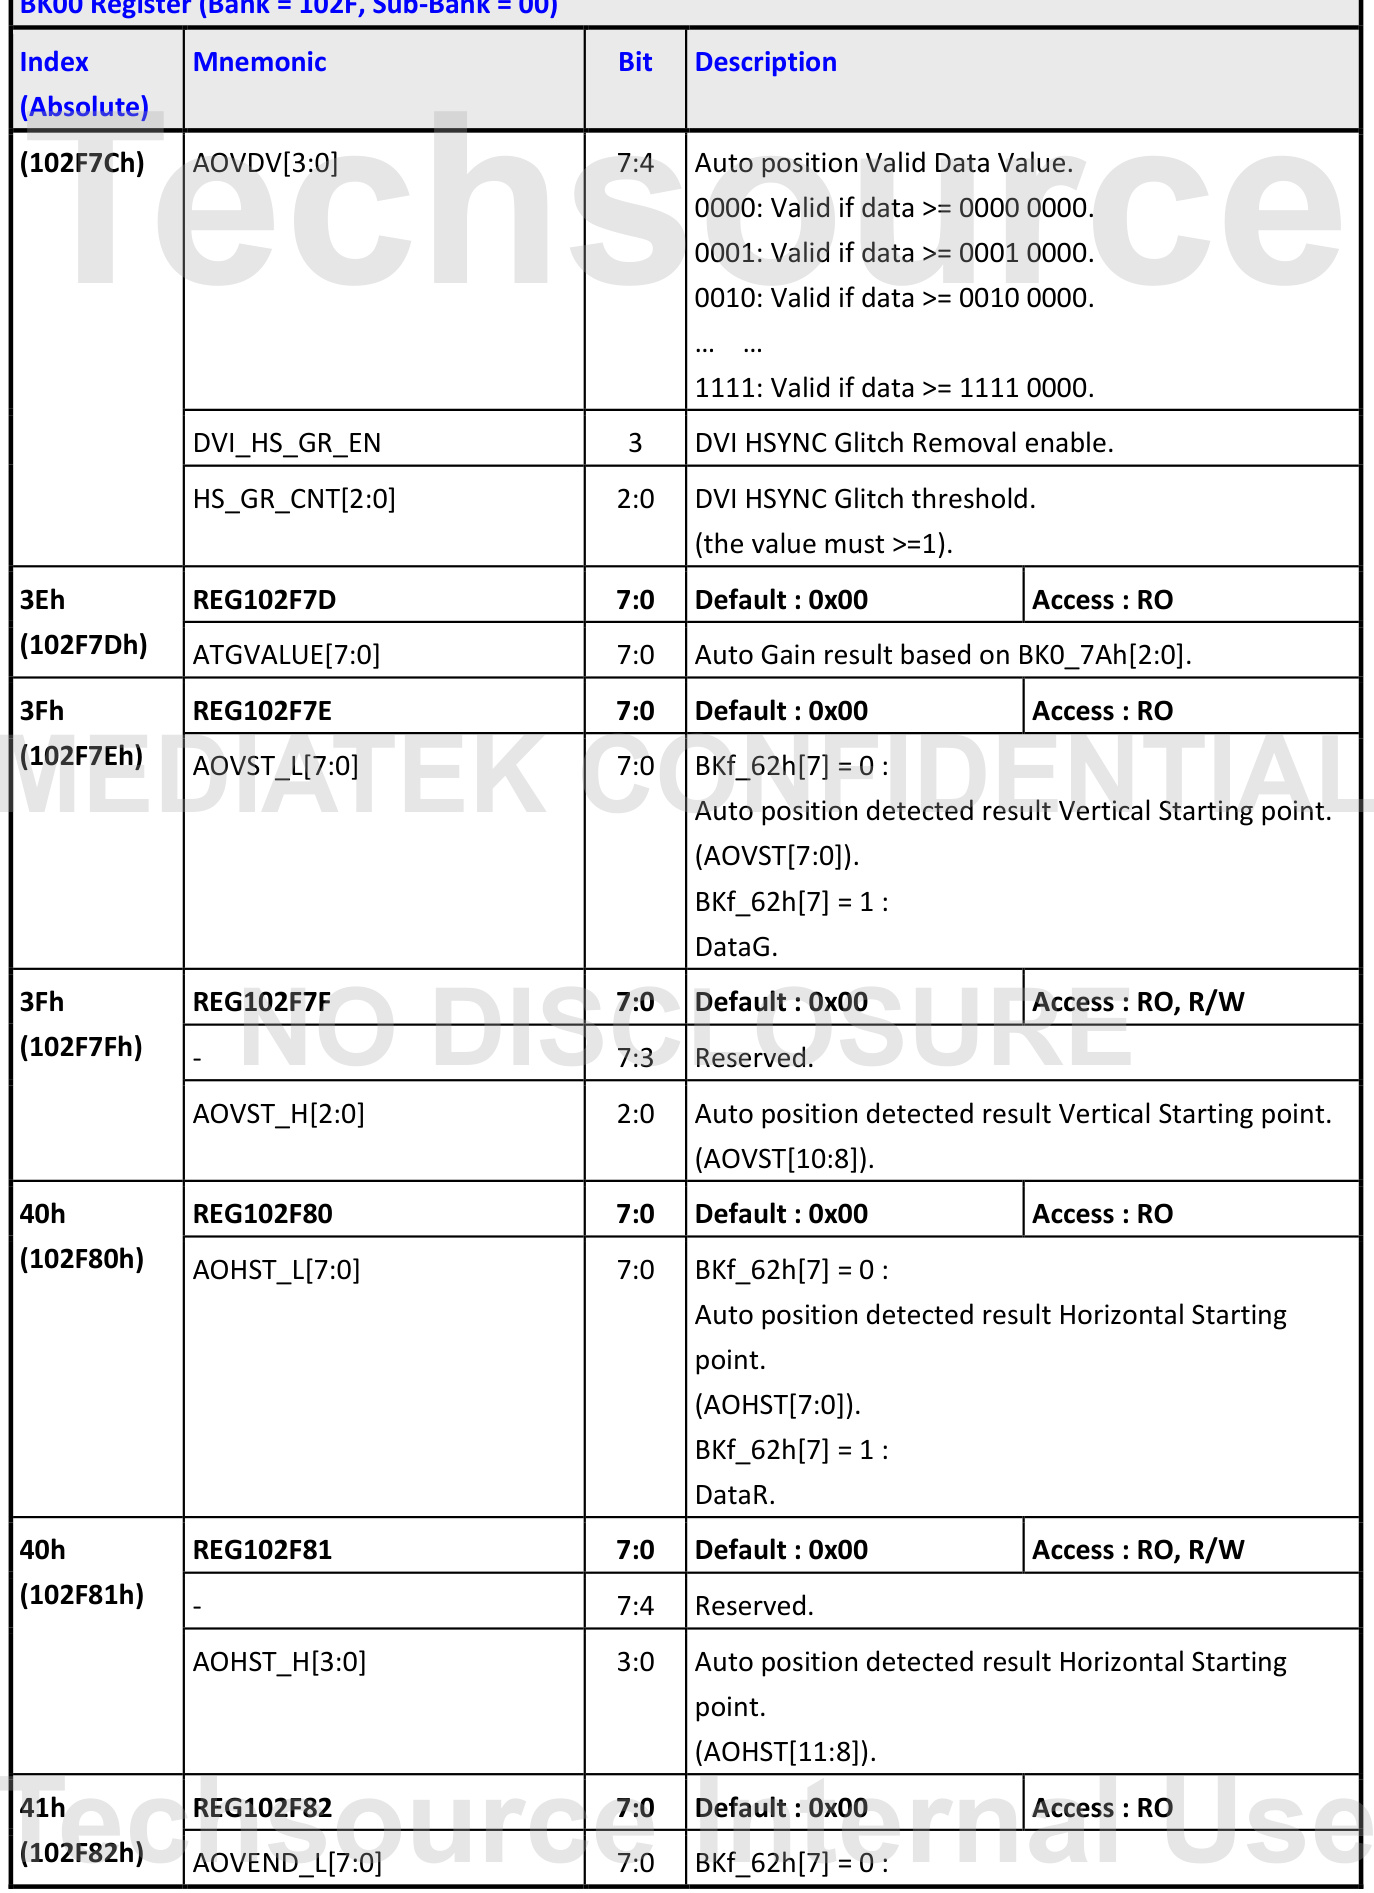 BK00 Register (Bank = 102F, Sub-Bank = 00)
Index Mnemonic Bit Description
(Absolute)
(102F7Ch) AOVDV[3:0] 7:4 Auto position Valid Data Value.
0000: Valid if data >= 0000 0000.
0001: Valid if data >= 0001 0000.
0010: Valid if data >= 0010 0000.
... ...
1111: Valid if data >= 1111 0000.
DVI_HS_GR_EN 3 DVI HSYNC Glitch Removal enable.
HS_GR_CNT[2:0] 2:0 DVI HSYNC Glitch threshold.
(the value must >=1).
3Eh REG102F7D 7:0 Default : 0x00 Access : RO
(102F7Dh) ATGVALUE[7:0] 7:0 Auto Gain result based on BK0_7Ah[2:0].
3Fh REG102F7E 7:0 Default : 0x00 Access : RO
(102F7Eh) AOVST_L[7:0] 7:0 BKf_62h[7] = 0 :
Auto position detected result Vertical Starting point.
(AOVST[7:0]).
BKf_62h[7] = 1 :
DataG.
3Fh REG102F7F 7:0 Default : 0x00 Access : RO, R/W
(102F7Fh) - 7:3 Reserved.
AOVST_H[2:0] 2:0 Auto position detected result Vertical Starting point.
(AOVST[10:8]).
40h REG102F80 7:0 Default : 0x00 Access : RO
(102F80h) AOHST_L[7:0] 7:0 BKf_62h[7] = 0 :
Auto position detected result Horizontal Starting
point.
(AOHST[7:0]).
BKf_62h[7] = 1 :
DataR.
40h REG102F81 7:0 Default : 0x00 Access : RO, R/W
(102F81h) - 7:4 Reserved.
AOHST_H[3:0] 3:0 Auto position detected result Horizontal Starting
point.
(AOHST[11:8]).
41h REG102F82 7:0 Default : 0x00 Access : RO
(102F82h) AOVEND_L[7:0] 7:0 BKf_62h[7] = 0 :
Techsource
MEDIATEK CONFIDENTIAL
NO DISCLOSURE
Techsource Internal Use